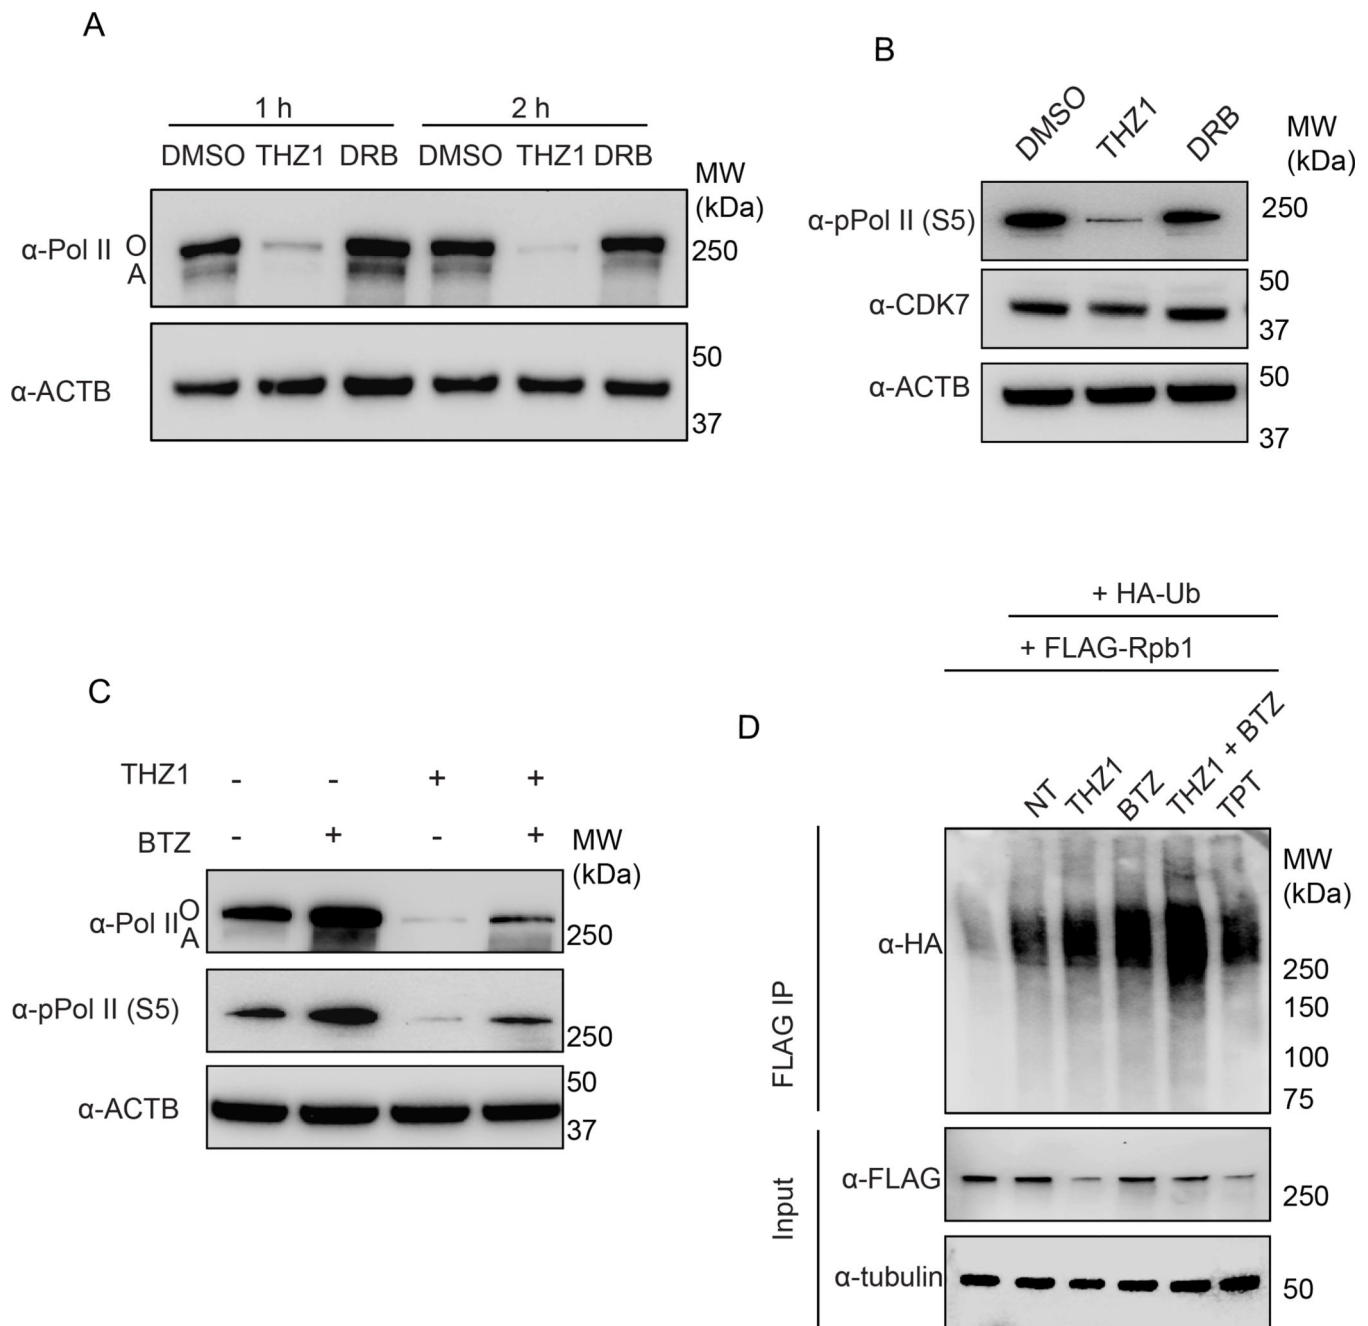 A
1 h 2 h
DMSO THZ1 DRB DMSO THZ1 DRB
MW
(kDa)
α-Pol II O
A
250
α-ACTB
50
37
B
DMSO THZ1 DRB
MW
(kDa)
α-pPol II (S5)
250
α-CDK7
50
37
α-ACTB
50
37
C
THZ1 - - + +
BTZ - + - +
MW
(kDa)
α-Pol II O
A
250
α-pPol II (S5)
250
α-ACTB
50
37
D
+ HA-Ub
+ FLAG-Rpb1
NT THZ1 BTZ THZ1 + BTZ TPT
MW
(kDa)
FLAG IP
α-HA
250
150
100
75
Input
α-FLAG
250
α-tubulin
50